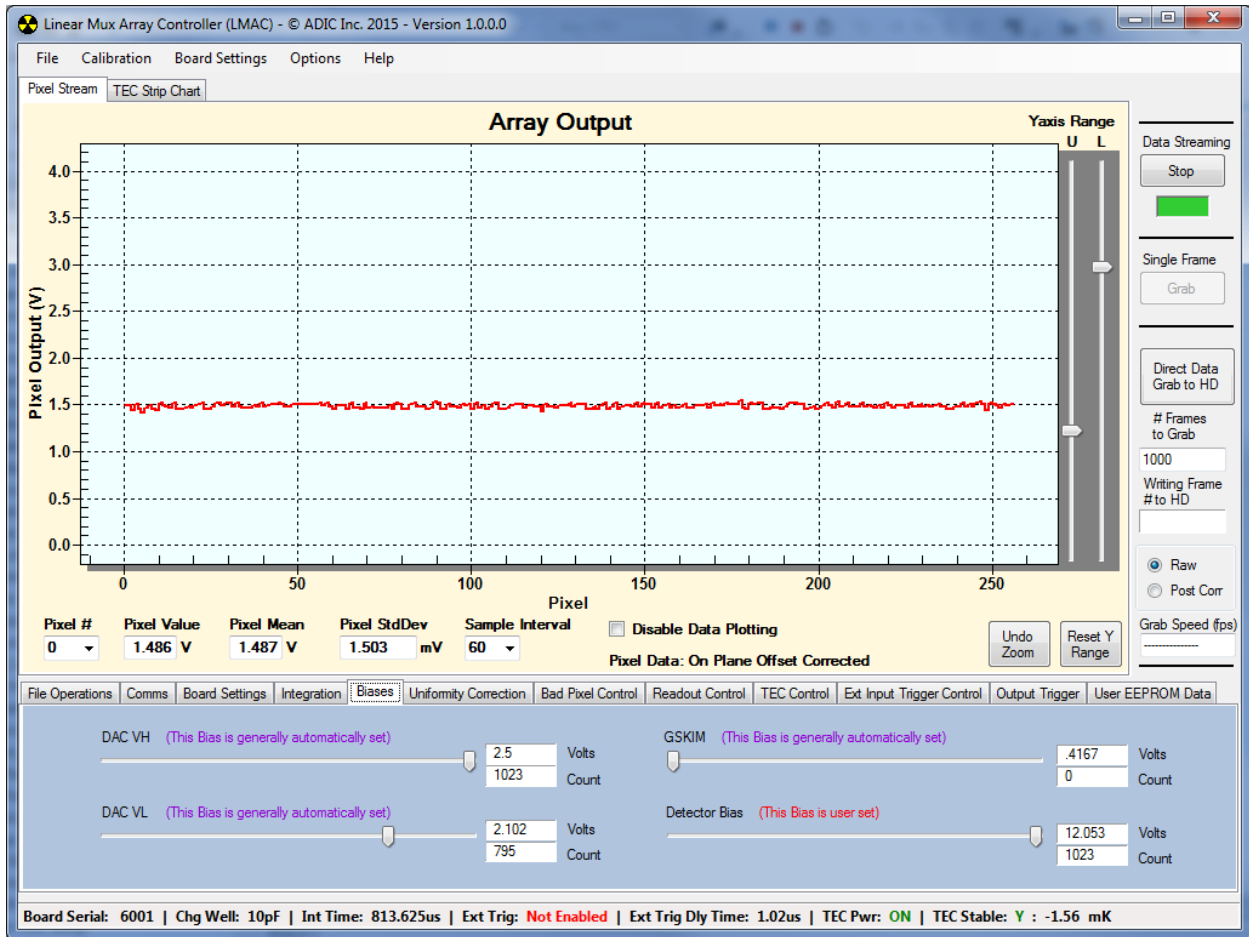 Linear Mux Array Controller (LMAC) - © ADIC Inc. 2015 - Version 1.0.0.0
File Calibration Board Settings Options Help
Pixel Stream TEC Strip Chart
Array Output
Yaxis Range
U L
4.0
3.5
3.0
2.5
2.0
1.5
1.0
0.5
0.0
Pixel Output (V)
0 50 100 150 200 250
Pixel
Pixel # Pixel Value Pixel Mean Pixel StdDev Sample Interval
0 1.486 V 1.487 V 1.503 mV 60
Disable Data Plotting
Pixel Data: On Plane Offset Corrected
Undo Zoom
Reset Y Range
Data Streaming
Stop
Single Frame
Grab
Direct Data
Grab to HD
# Frames
to Grab
1000
Writing Frame
# to HD
Raw
Post Corr
Grab Speed (fps)
---------------
File Operations Comms Board Settings Integration Biases Uniformity Correction Bad Pixel Control Readout Control TEC Control Ext Input Trigger Control Output Trigger User EEPROM Data
DAC VH (This Bias is generally automatically set)
2.5 Volts
1023 Count
DAC VL (This Bias is generally automatically set)
2.102 Volts
795 Count
GSKIM (This Bias is generally automatically set)
.4167 Volts
0 Count
Detector Bias (This Bias is user set)
12.053 Volts
1023 Count
Board Serial: 6001 | Chg Well: 10pF | Int Time: 813.625us | Ext Trig: Not Enabled | Ext Trig Dly Time: 1.02us | TEC Pwr: ON | TEC Stable: Y : -1.56 mK